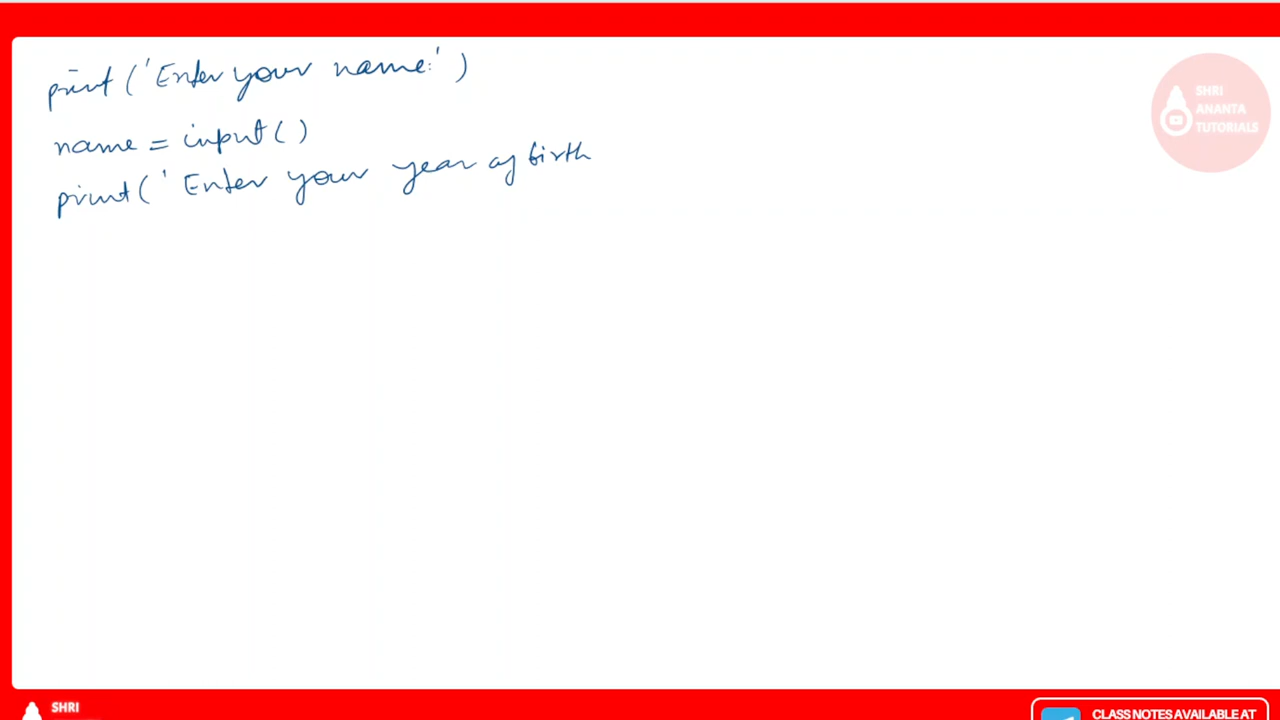 print('Enter your name:')
name = input()
print('Enter your year of birth
SHRI
ANANTA
TUTORIALS
SHRI
CLASS NOTES AVAILABLE AT